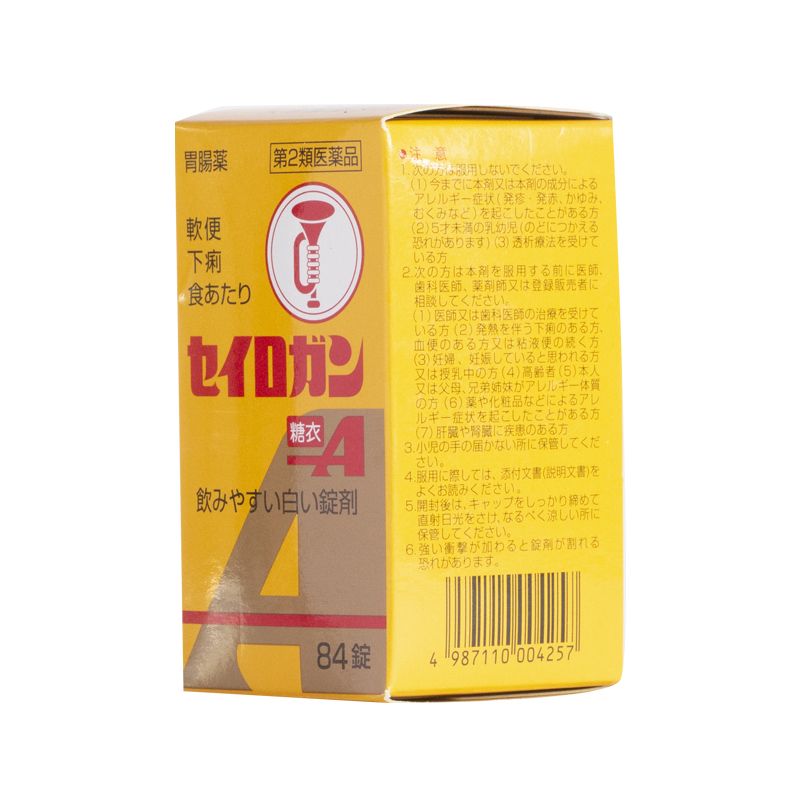 胃腸薬
第2類医薬品
軟便
下痢
食あたり
セイロガン
糖衣
A
飲みやすい白い錠剤
84錠
注意
1.次の方は服用しないでください。
(1)今までに本剤又は本剤の成分による
アレルギー症状(発疹・発赤、かゆみ、
むくみなど)を起こしたことがある方
(2)5才未満の乳幼児(のどにつかえる
恐れがあります)(3)透析療法を受けて
いる方
2.次の方は本剤を服用する前に医師、
歯科医師、薬剤師又は登録販売者に
相談してください。
(1)医師又は歯科医師の治療を受けて
いる方(2)発熱を伴う下痢のある方、
血便のある方又は粘液便の続く方
(3)妊婦、妊娠していると思われる方
又は授乳中の方(4)高齢者(5)本人
又は父母、兄弟姉妹がアレルギー体質
の方(6)薬や化粧品などによるアレ
ルギー症状を起こしたことがある方
(7)肝臓や腎臓に疾患のある方
3.小児の手の届かない所に保管してくだ
さい。
4.服用に際しては、添付文書(説明文書)を
よくお読みください。
5.開封後は、キャップをしっかり締めて
直射日光をさけ、なるべく涼しい所に
保管してください。
6.強い衝撃が加わると錠剤が割れる
恐れがあります。
4 987110 004257